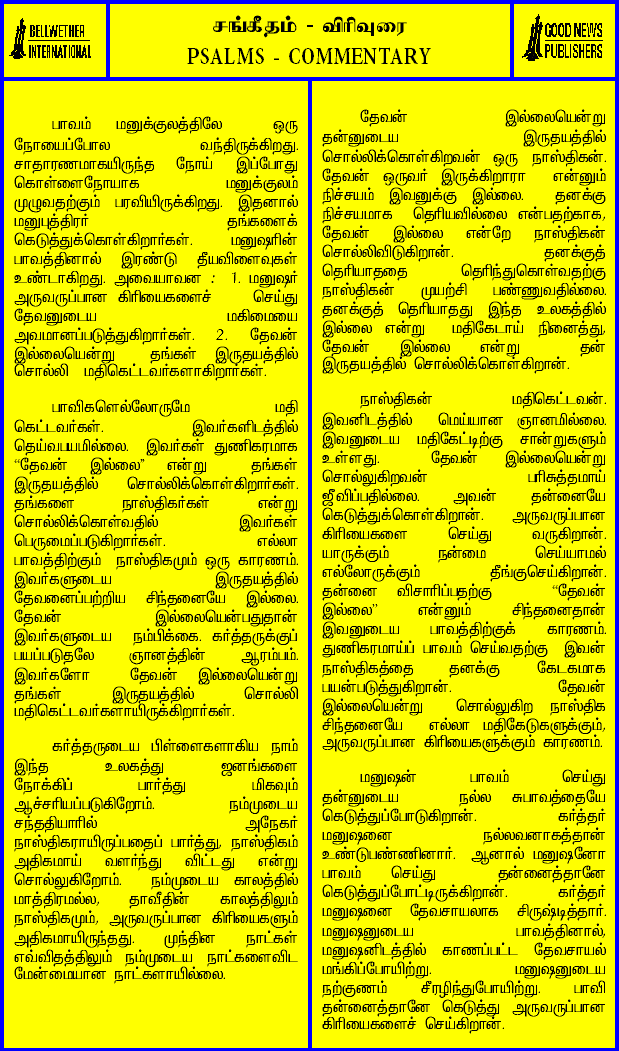 BELLWETHER
INTERNATIONAL
சங்கீதம் - விரிவுரை
PSALMS - COMMENTARY
GOOD NEWS
PUBLISHERS
பாவம் மனுக்குலத்திலே ஒரு
நோயைப்போல வந்திருக்கிறது.
சாதாரணமாகயிருந்த நோய் இப்போது
கொள்ளைநோயாக மனுக்குலம்
முழுவதற்கும் பரவியிருக்கிறது. இதனால்
மனுபுத்திரர் தங்களைக்
கெடுத்துக்கொள்கிறார்கள். மனுஷரின்
பாவத்தினால் இரண்டு தீயவிளைவுகள்
உண்டாகிறது. அவையாவன : 1. மனுஷர்
அருவருப்பான கிரியைகளைச் செய்து
தேவனுடைய மகிமையை
அவமானப்படுத்துகிறார்கள். 2. தேவன்
இல்லையென்று தங்கள் இருதயத்தில்
சொல்லி மதிகெட்டவர்களாகிறார்கள்.
பாவிகளெல்லோருமே மதி
கெட்டவர்கள். இவர்களிடத்தில்
தெய்வபயமில்லை. இவர்கள் துணிகரமாக
“தேவன் இல்லை” என்று தங்கள்
இருதயத்தில் சொல்லிக்கொள்கிறார்கள்.
தங்களை நாஸ்திகர்கள் என்று
சொல்லிக்கொள்வதில் இவர்கள்
பெருமைப்படுகிறார்கள். எல்லா
பாவத்திற்கும் நாஸ்திகமும் ஒரு காரணம்.
இவர்களுடைய இருதயத்தில்
தேவனைப்பற்றிய சிந்தனையே இல்லை.
தேவன் இல்லையென்பதுதான்
இவர்களுடைய நம்பிக்கை. கர்த்தருக்குப்
பயப்படுதலே ஞானத்தின் ஆரம்பம்.
இவர்களோ தேவன் இல்லையென்று
தங்கள் இருதயத்தில் சொல்லி
மதிகெட்டவர்களாயிருக்கிறார்கள்.
கர்த்தருடைய பிள்ளைகளாகிய நாம்
இந்த உலகத்து ஜனங்களை
நோக்கிப் பார்த்து மிகவும்
ஆச்சரியப்படுகிறோம். நம்முடைய
சந்ததியாரில் அநேகர்
நாஸ்திகராயிருப்பதைப் பார்த்து, நாஸ்திகம்
அதிகமாய் வளர்ந்து விட்டது என்று
சொல்லுகிறோம். நம்முடைய காலத்தில்
மாத்திரமல்ல, தாவீதின் காலத்திலும்
நாஸ்திகமும், அருவருப்பான கிரியைகளும்
அதிகமாயிருந்தது. முந்தின நாட்கள்
எவ்விதத்திலும் நம்முடைய நாட்களைவிட
மேன்மையான நாட்களாயில்லை.
தேவன் இல்லையென்று
தன்னுடைய இருதயத்தில்
சொல்லிக்கொள்கிறவன் ஒரு நாஸ்திகன்.
தேவன் ஒருவர் இருக்கிறாரா என்னும்
நிச்சயம் இவனுக்கு இல்லை. தனக்கு
நிச்சயமாக தெரியவில்லை என்பதற்காக,
தேவன் இல்லை என்றே நாஸ்திகன்
சொல்லிவிடுகிறான். தனக்குத்
தெரியாததை தெரிந்துகொள்வதற்கு
நாஸ்திகன் முயற்சி பண்ணுவதில்லை.
தனக்குத் தெரியாதது இந்த உலகத்தில்
இல்லை என்று மதிகேடாய் நினைத்து,
தேவன் இல்லை என்று தன்
இருதயத்தில் சொல்லிக்கொள்கிறான்.
நாஸ்திகன் மதிகெட்டவன்.
இவனிடத்தில் மெய்யான ஞானமில்லை.
இவனுடைய மதிகேட்டிற்கு சான்றுகளும்
உள்ளது. தேவன் இல்லையென்று
சொல்லுகிறவன் பரிசுத்தமாய்
ஜீவிப்பதில்லை. அவன் தன்னையே
கெடுத்துக்கொள்கிறான். அருவருப்பான
கிரியைகளை செய்து வருகிறான்.
யாருக்கும் நன்மை செய்யாமல்
எல்லோருக்கும் தீங்குசெய்கிறான்.
தன்னை விசாரிப்பதற்கு “தேவன்
இல்லை” என்னும் சிந்தனைதான்
இவனுடைய பாவத்திற்குக் காரணம்.
துணிகரமாய்ப் பாவம் செய்வதற்கு இவன்
நாஸ்திகத்தை தனக்கு கேடகமாக
பயன்படுத்துகிறான். தேவன்
இல்லையென்று சொல்லுகிற நாஸ்திக
சிந்தனையே எல்லா மதிகேடுகளுக்கும்,
அருவருப்பான கிரியைகளுக்கும் காரணம்.
மனுஷன் பாவம் செய்து
தன்னுடைய நல்ல சுபாவத்தையே
கெடுத்துப்போடுகிறான். கர்த்தர்
மனுஷனை நல்லவனாகத்தான்
உண்டுபண்ணினார். ஆனால் மனுஷனோ
பாவம் செய்து தன்னைத்தானே
கெடுத்துப்போட்டிருக்கிறான். கர்த்தர்
மனுஷனை தேவசாயலாக சிருஷ்டித்தார்.
மனுஷனுடைய பாவத்தினால்,
மனுஷனிடத்தில் காணப்பட்ட தேவசாயல்
மங்கிப்போயிற்று. மனுஷனுடைய
நற்குணம் சீரழிந்துபோயிற்று. பாவி
தன்னைத்தானே கெடுத்து அருவருப்பான
கிரியைகளைச் செய்கிறான்.